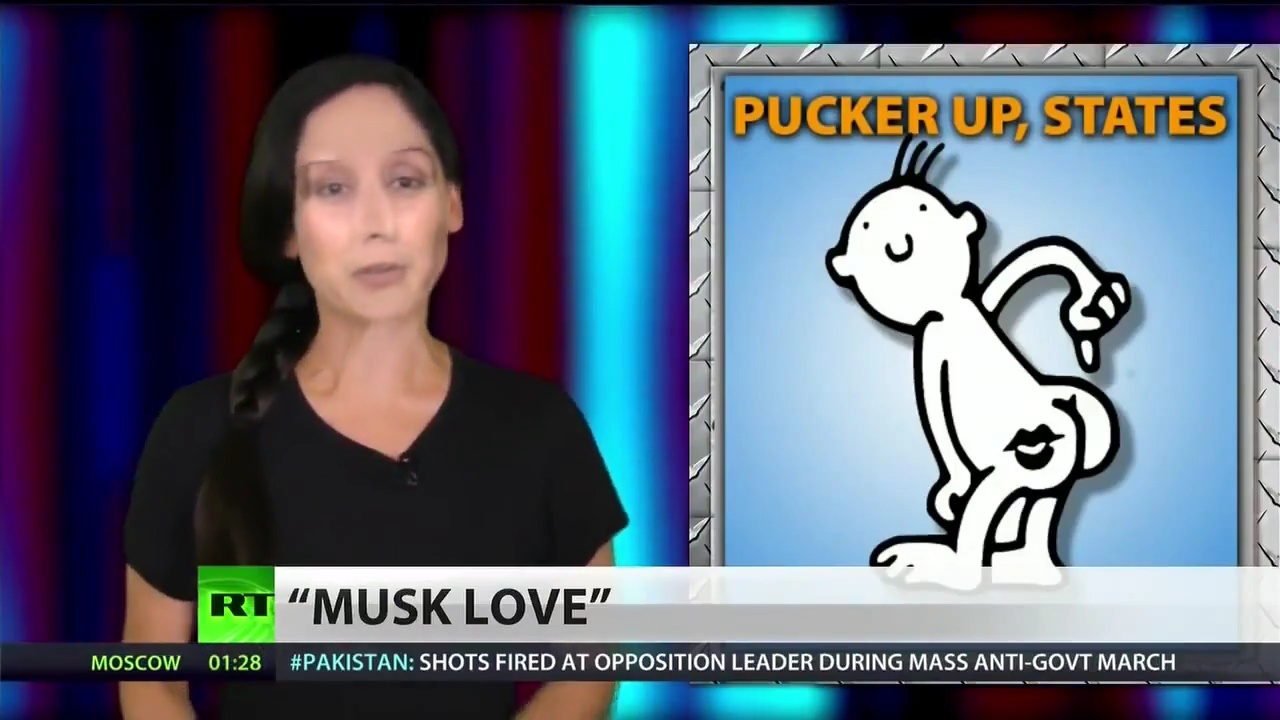 PUCKER UP, STATES
RT "MUSK LOVE"
MOSCOW 01:28 #PAKISTAN: SHOTS FIRED AT OPPOSITION LEADER DURING MASS ANTI-GOVT MARCH